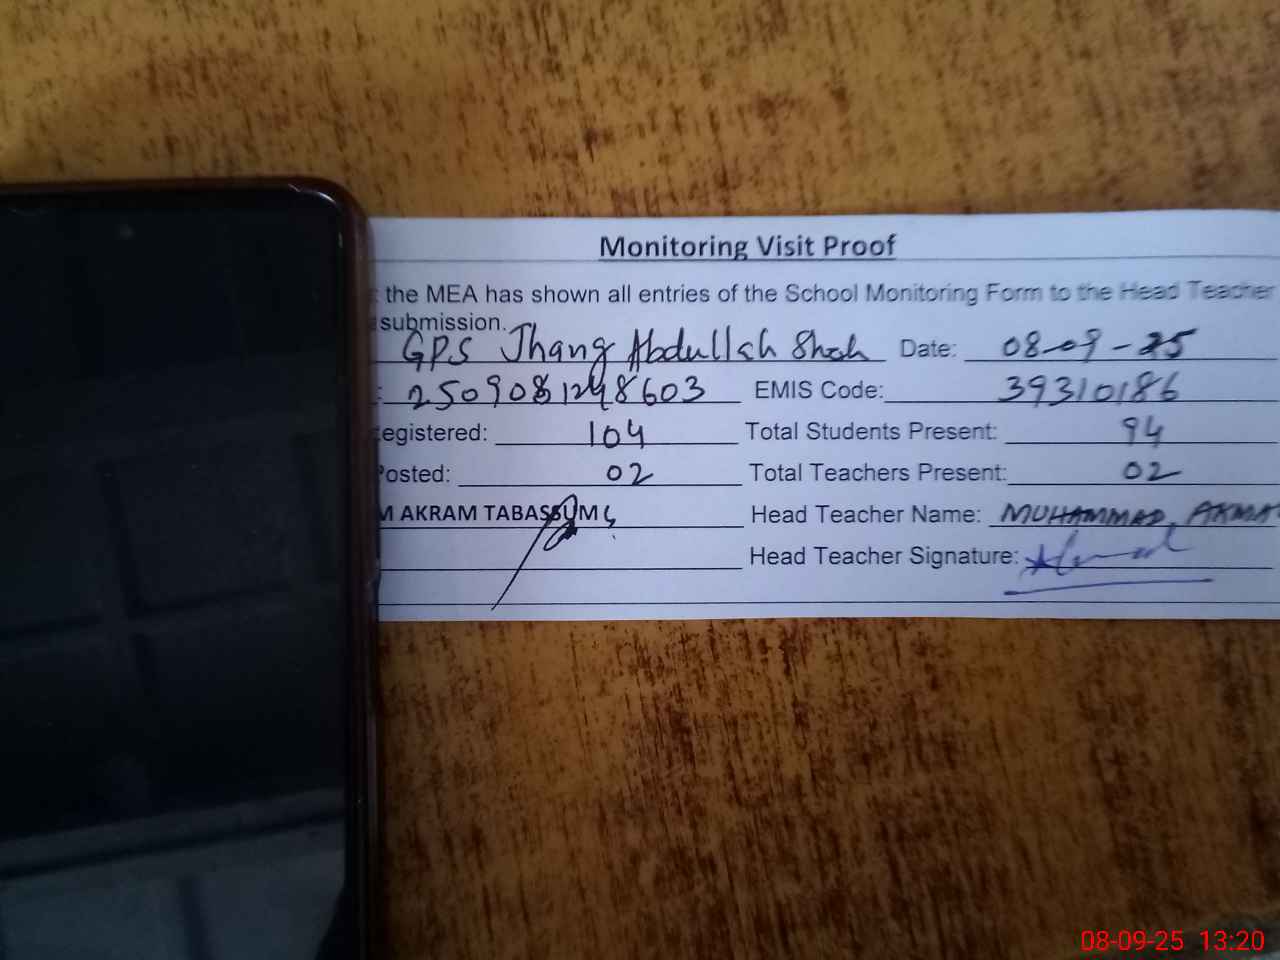 Monitoring Visit Proof
the MEA has shown all entries of the School Monitoring Form to the Head Teacher
submission.
GPS Jhang Abdullah Shah Date: 08-09-25
: 2509081248603 EMIS Code: 39310186
egistered: 104 Total Students Present: 94
Posted: 02 Total Teachers Present: 02
M AKRAM TABASSUM Head Teacher Name: MUHAMMAD AKMAL
Head Teacher Signature:
08-09-25 13:20